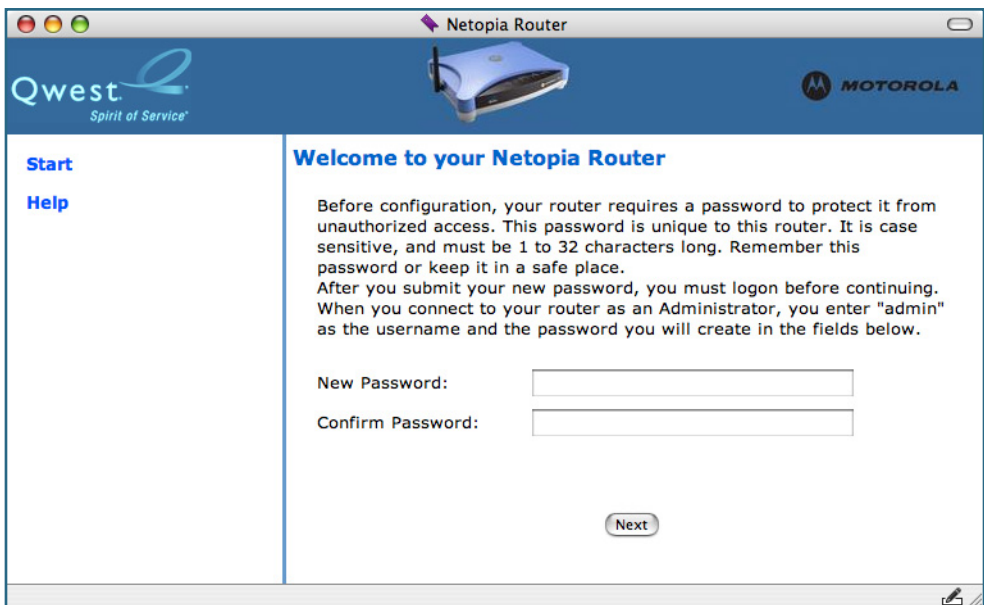 Netopia Router
Qwest.
Spirit of Service®
MOTOROLA
Start
Help
Welcome to your Netopia Router
Before configuration, your router requires a password to protect it from
unauthorized access. This password is unique to this router. It is case
sensitive, and must be 1 to 32 characters long. Remember this
password or keep it in a safe place.
After you submit your new password, you must logon before continuing.
When you connect to your router as an Administrator, you enter "admin"
as the username and the password you will create in the fields below.
New Password:
Confirm Password:
Next